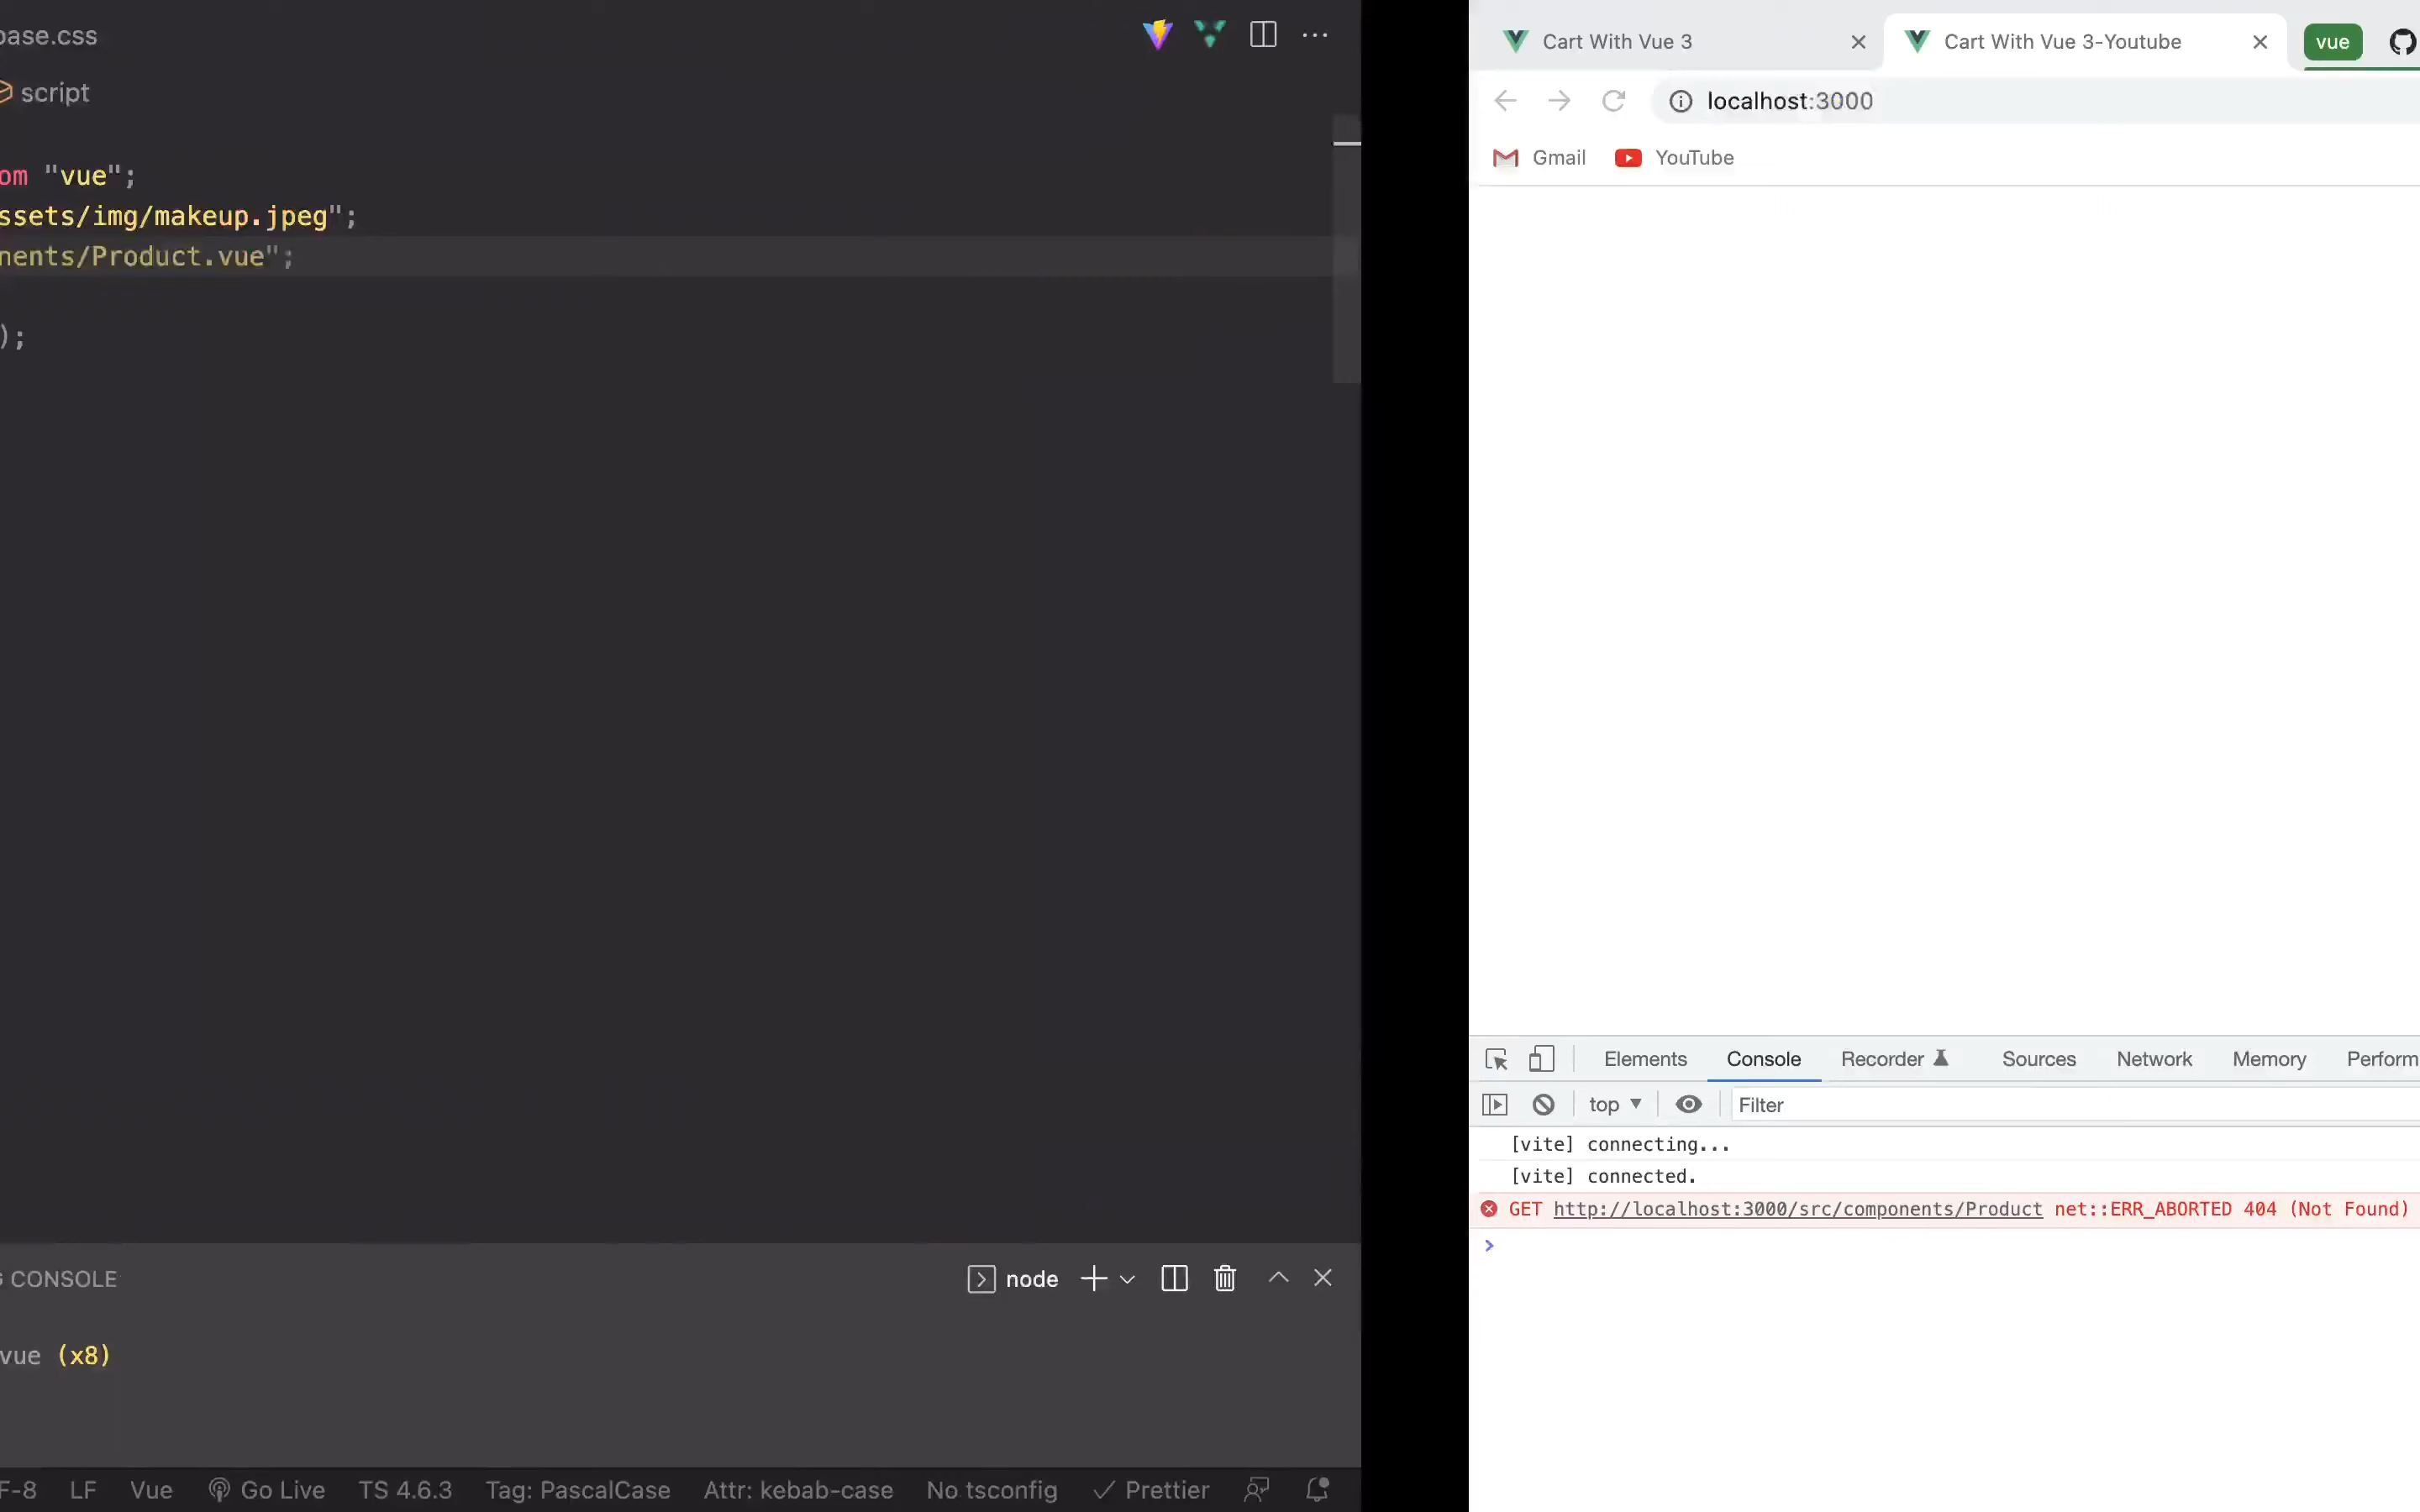 base.css
script
om "vue";
ssets/img/makeup.jpeg";
nents/Product.vue";
);
CONSOLE
node
vue (x8)
F-8 LF Vue Go Live TS 4.6.3 Tag: PascalCase Attr: kebab-case No tsconfig Prettier
Cart With Vue 3
Cart With Vue 3-Youtube
vue
localhost:3000
Gmail YouTube
Elements Console Recorder Sources Network Memory Perform
top Filter
[vite] connecting...
[vite] connected.
GET http://localhost:3000/src/components/Product net::ERR_ABORTED 404 (Not Found)